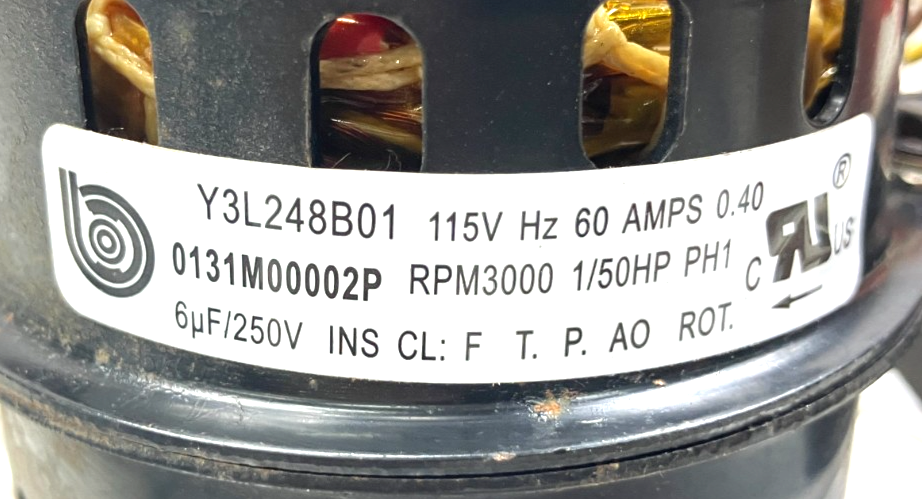 Y3L248B01 115V Hz 60 AMPS 0.40
0131M00002P RPM3000 1/50HP PH1
6µF/250V INS CL: F T. P. AO ROT.
C RU US ®